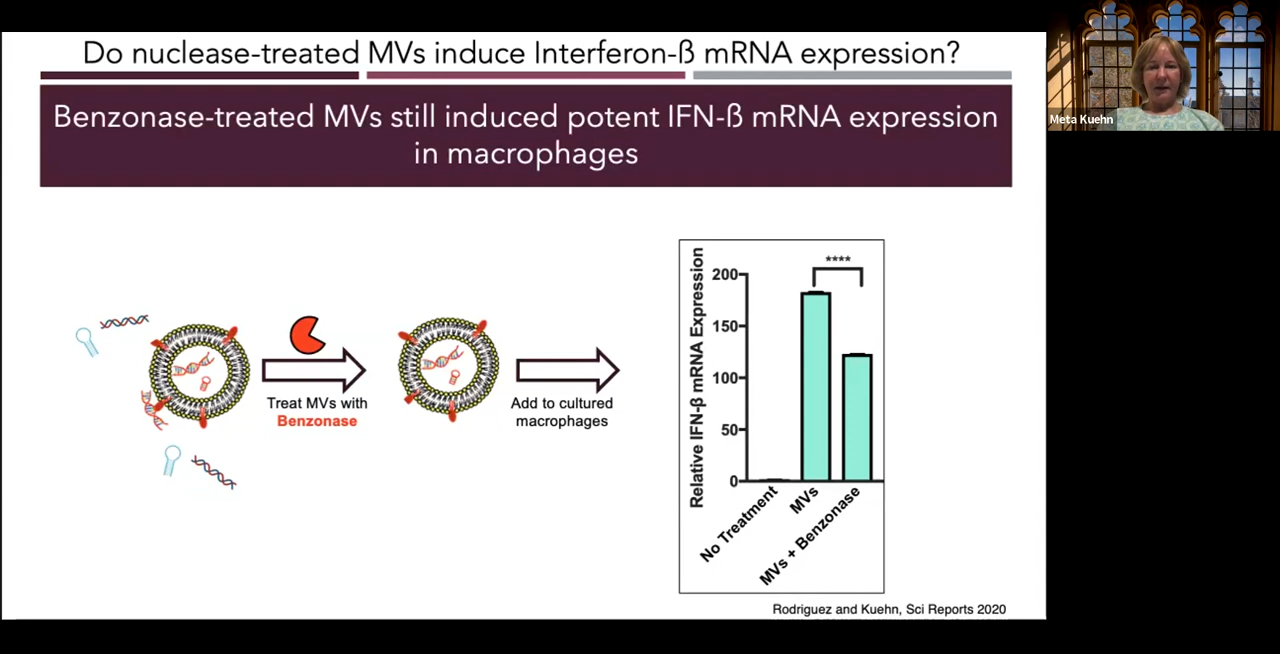 Do nuclease-treated MVs induce Interferon-ß mRNA expression?
Benzonase-treated MVs still induced potent IFN-ß mRNA expression
in macrophages
Meta Kuehn
Treat MVs with
Benzonase
Add to cultured
macrophages
Relative IFN-β mRNA Expression
200
150
100
50
0
****
No Treatment
MVs
MVs + Benzonase
Rodriguez and Kuehn, Sci Reports 2020